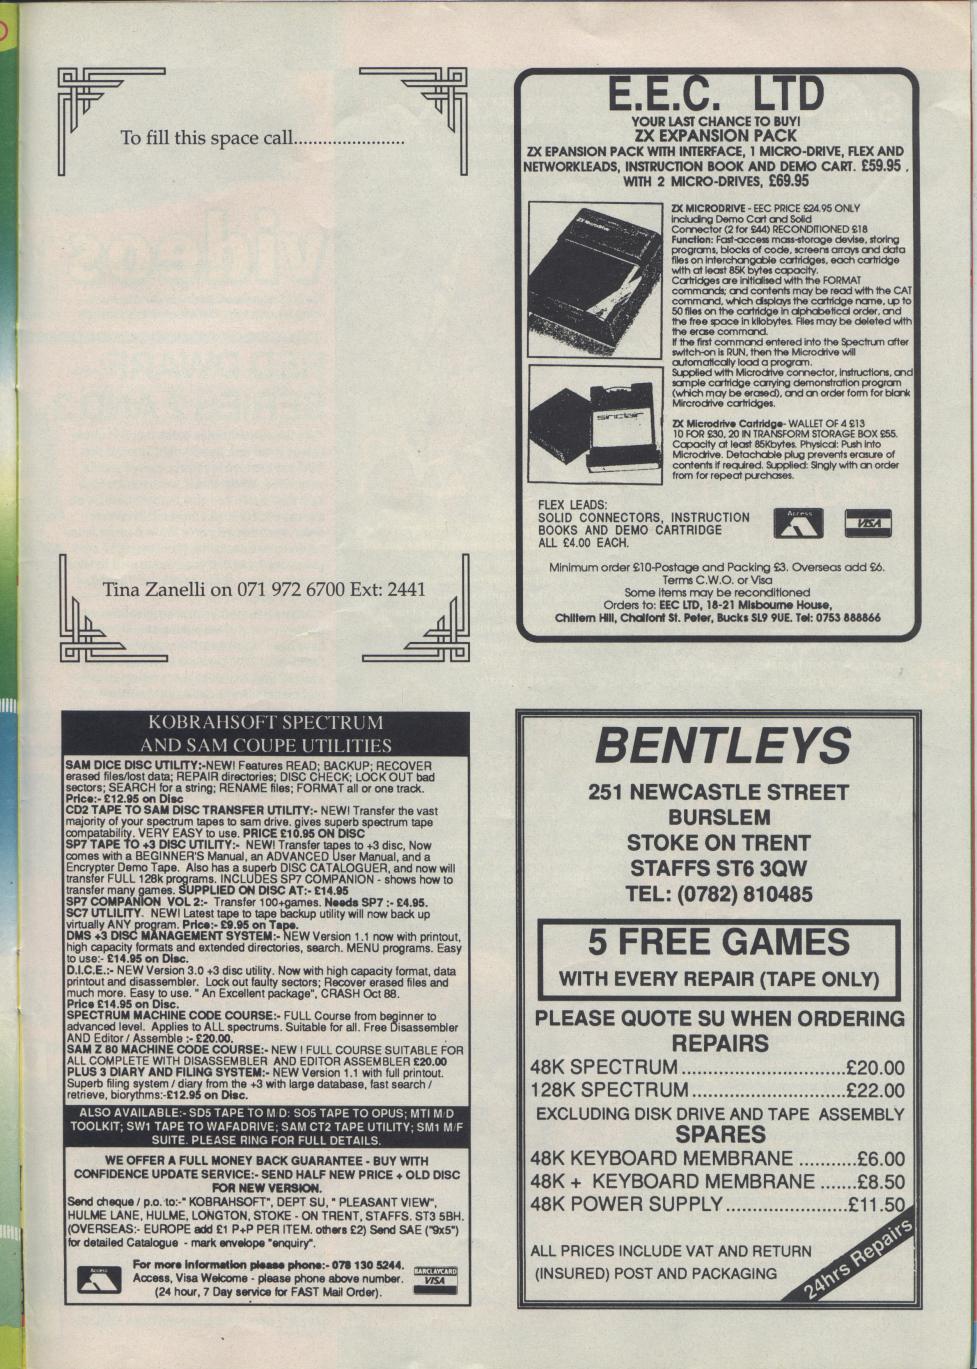 To fill this space call......................
Tina Zanelli on 071 972 6700 Ext: 2441
E.E.C. LTD
YOUR LAST CHANCE TO BUY!
ZX EXPANSION PACK
ZX EPANSION PACK WITH INTERFACE, 1 MICRO-DRIVE, FLEX AND
NETWORKLEADS, INSTRUCTION BOOK AND DEMO CART. £59.95 .
WITH 2 MICRO-DRIVES, £69.95
ZX MICRODRIVE - EEC PRICE £24.95 ONLY
including Demo Cart and Solid
Connector (2 for £44) RECONDITIONED £18
Function: Fast-access mass-storage devise, storing
programs, blocks of code, screens arrays and data
files on interchangable cartridges, each cartridge
with at least 85K bytes capacity.
Cartridges are initialised with the FORMAT
commands; and contents may be read with the CAT
command, which displays the cartridge name, up to
50 files on the cartridge in alphabetical order, and
the free space in kilobytes. Files may be deleted with
the erase command.
If the first command entered into the Spectrum after
switch-on is RUN, then the Microdrive will
automatically load a program.
Supplied with Microdrive connector, instructions, and
sample cartridge carrying demonstration program
(which may be erased), and an order form for blank
Mircrodrive cartridges.
sinclair
ZX Microdrive Cartridge- WALLET OF 4 £13
10 FOR £30, 20 IN TRANSFORM STORAGE BOX £55.
Capacity at least 85Kbytes. Physical: Push into
Microdrive. Detachable plug prevents erasure of
contents if required. Supplied: Singly with an order
from for repeat purchases.
FLEX LEADS:
SOLID CONNECTORS, INSTRUCTION
BOOKS AND DEMO CARTRIDGE
ALL £4.00 EACH.
Access
VISA
Minimum order £10-Postage and Packing £3. Overseas add £6.
Terms C.W.O. or Visa
Some items may be reconditioned
Orders to: EEC LTD, 18-21 Misbourne House,
Chiltern Hill, Chalfont St. Peter, Bucks SL9 9UE. Tel: 0753 888866
KOBRAHSOFT SPECTRUM
AND SAM COUPE UTILITIES
SAM DICE DISC UTILITY:-NEW! Features READ; BACKUP; RECOVER
erased files/lost data; REPAIR directories; DISC CHECK; LOCK OUT bad
sectors; SEARCH for a string; RENAME files; FORMAT all or one track.
Price:- £12.95 on Disc
CD2 TAPE TO SAM DISC TRANSFER UTILITY:- NEW! Transfer the vast
majority of your spectrum tapes to sam drive. gives superb spectrum tape
compatability. VERY EASY to use. PRICE £10.95 ON DISC
SP7 TAPE TO +3 DISC UTILITY:- NEW! Transfer tapes to +3 disc, Now
comes with a BEGINNER'S Manual, an ADVANCED User Manual, and a
Encrypter Demo Tape. Also has a superb DISC CATALOGUER, and now will
transfer FULL 128k programs. INCLUDES SP7 COMPANION - shows how to
transfer many games. SUPPLIED ON DISC AT:- £14.95
SP7 COMPANION VOL 2:- Transfer 100+games. Needs SP7 :- £4.95.
SC7 UTLILITY. NEW! Latest tape to tape backup utility will now back up
virtually ANY program. Price:- £9.95 on Tape.
DMS +3 DISC MANAGEMENT SYSTEM:- NEW Version 1.1 now with printout,
high capacity formats and extended directories, search. MENU programs. Easy
to use:- £14.95 on Disc.
D.I.C.E.:- NEW Version 3.0 +3 disc utility. Now with high capacity format, data
printout and disassembler. Lock out faulty sectors; Recover erased files and
much more. Easy to use. " An Excellent package", CRASH Oct 88.
Price £14.95 on Disc.
SPECTRUM MACHINE CODE COURSE:- FULL Course from beginner to
advanced level. Applies to ALL spectrums. Suitable for all. Free Disassembler
AND Editor / Assemble :- £20.00.
SAM Z 80 MACHINE CODE COURSE:- NEW ! FULL COURSE SUITABLE FOR
ALL COMPLETE WITH DISASSEMBLER AND EDITOR ASSEMBLER £20.00
PLUS 3 DIARY AND FILING SYSTEM:- NEW Version 1.1 with full printout.
Superb filing system / diary from the +3 with large database, fast search /
retrieve, biorythms:-£12.95 on Disc.
ALSO AVAILABLE:- SD5 TAPE TO M/D: SO5 TAPE TO OPUS; MTI M/D
TOOLKIT; SW1 TAPE TO WAFADRIVE; SAM CT2 TAPE UTILITY; SM1 M/F
SUITE. PLEASE RING FOR FULL DETAILS.
WE OFFER A FULL MONEY BACK GUARANTEE - BUY WITH
CONFIDENCE UPDATE SERVICE:- SEND HALF NEW PRICE + OLD DISC
FOR NEW VERSION.
Send cheque / p.o. to:-" KOBRAHSOFT", DEPT SU, " PLEASANT VIEW",
HULME LANE, HULME, LONGTON, STOKE - ON TRENT, STAFFS. ST3 5BH.
(OVERSEAS:- EUROPE add £1 P+P PER ITEM. others £2) Send SAE ("9x5")
for detailed Catalogue - mark envelope "enquiry".
Access
For more information please phone:- 078 130 5244.
Access, Visa Welcome - please phone above number.
(24 hour, 7 Day service for FAST Mail Order).
BARCLAYCARD
VISA
BENTLEYS
251 NEWCASTLE STREET
BURSLEM
STOKE ON TRENT
STAFFS ST6 3QW
TEL: (0782) 810485
5 FREE GAMES
WITH EVERY REPAIR (TAPE ONLY)
PLEASE QUOTE SU WHEN ORDERING
REPAIRS
48K SPECTRUM......................£20.00
128K SPECTRUM.....................£22.00
EXCLUDING DISK DRIVE AND TAPE ASSEMBLY
SPARES
48K KEYBOARD MEMBRANE ...........£6.00
48K + KEYBOARD MEMBRANE .......£8.50
48K POWER SUPPLY................£11.50
ALL PRICES INCLUDE VAT AND RETURN
(INSURED) POST AND PACKAGING
24hrs Repairs